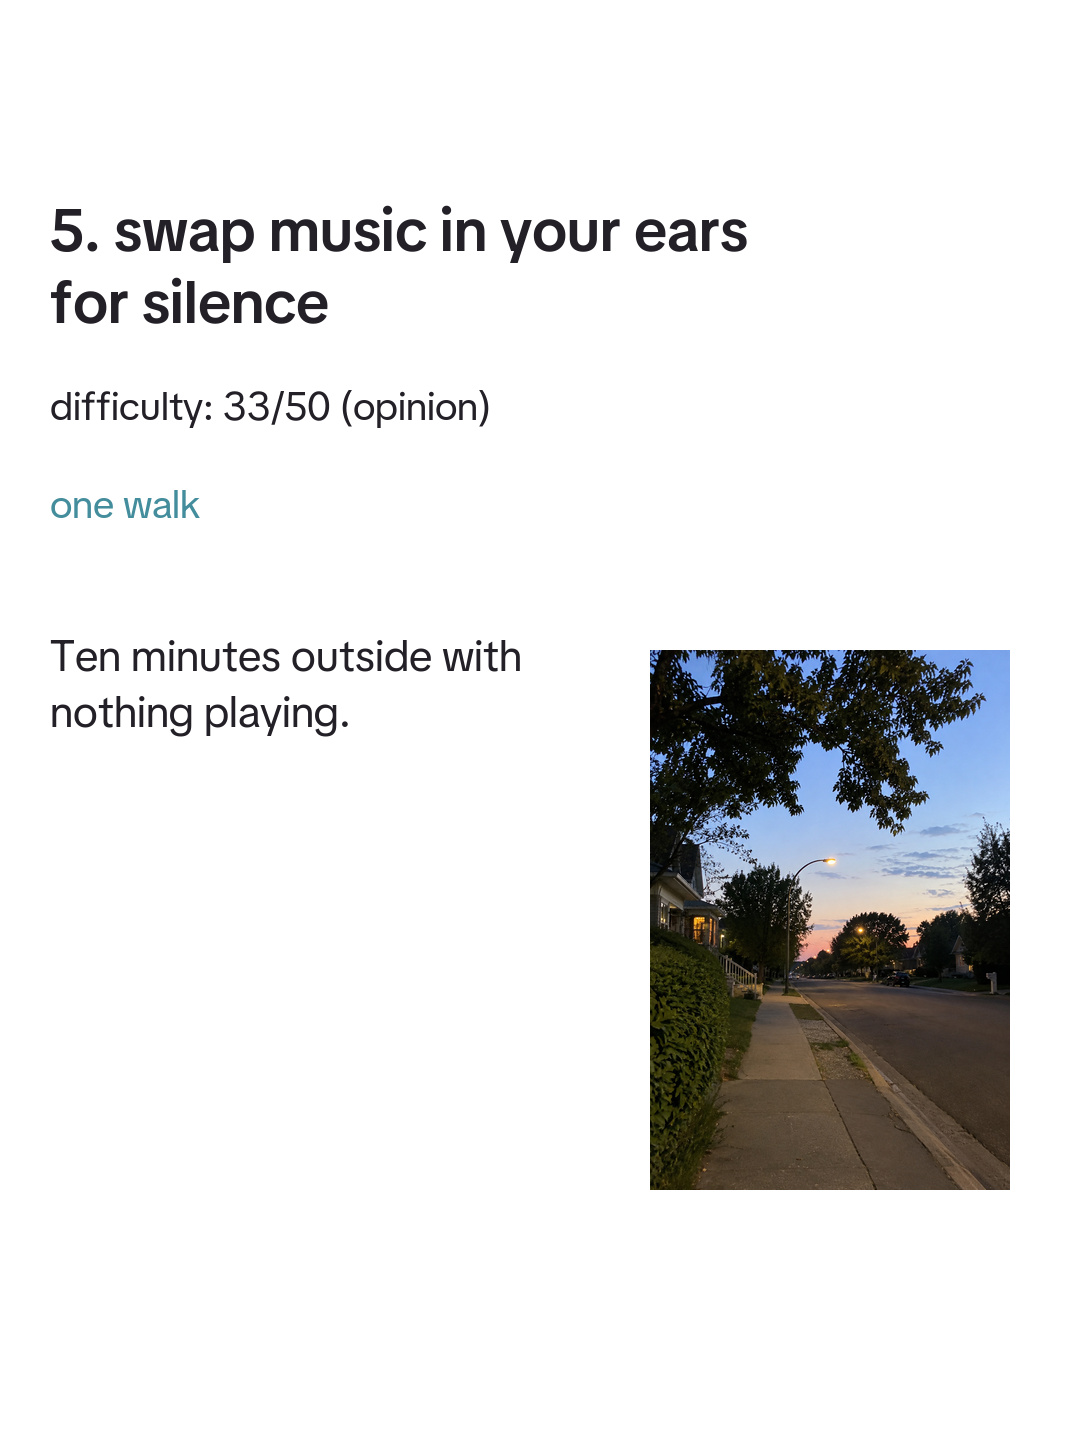 5. swap music in your ears
for silence
difficulty: 33/50 (opinion)
one walk
Ten minutes outside with
nothing playing.